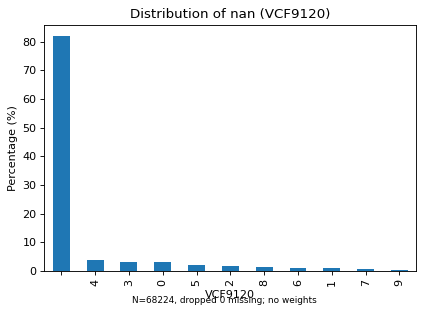 Distribution of nan (VCF9120)
Percentage (%)
80
70
60
50
40
30
20
10
0
4 3 0 5 2 8 6 1 7 9
VCF9120
N=68224, dropped 0 missing; no weights